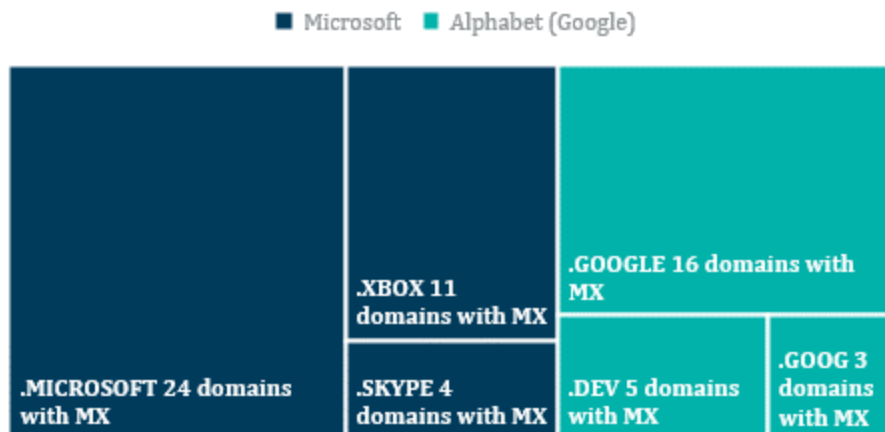 Microsoft Alphabet (Google)
.MICROSOFT 24 domains
with MX
.XBOX 11
domains with MX
.SKYPE 4
domains with MX
.GOOGLE 16 domains with
MX
.DEV 5 domains
with MX
.GOOG 3
domains
with MX